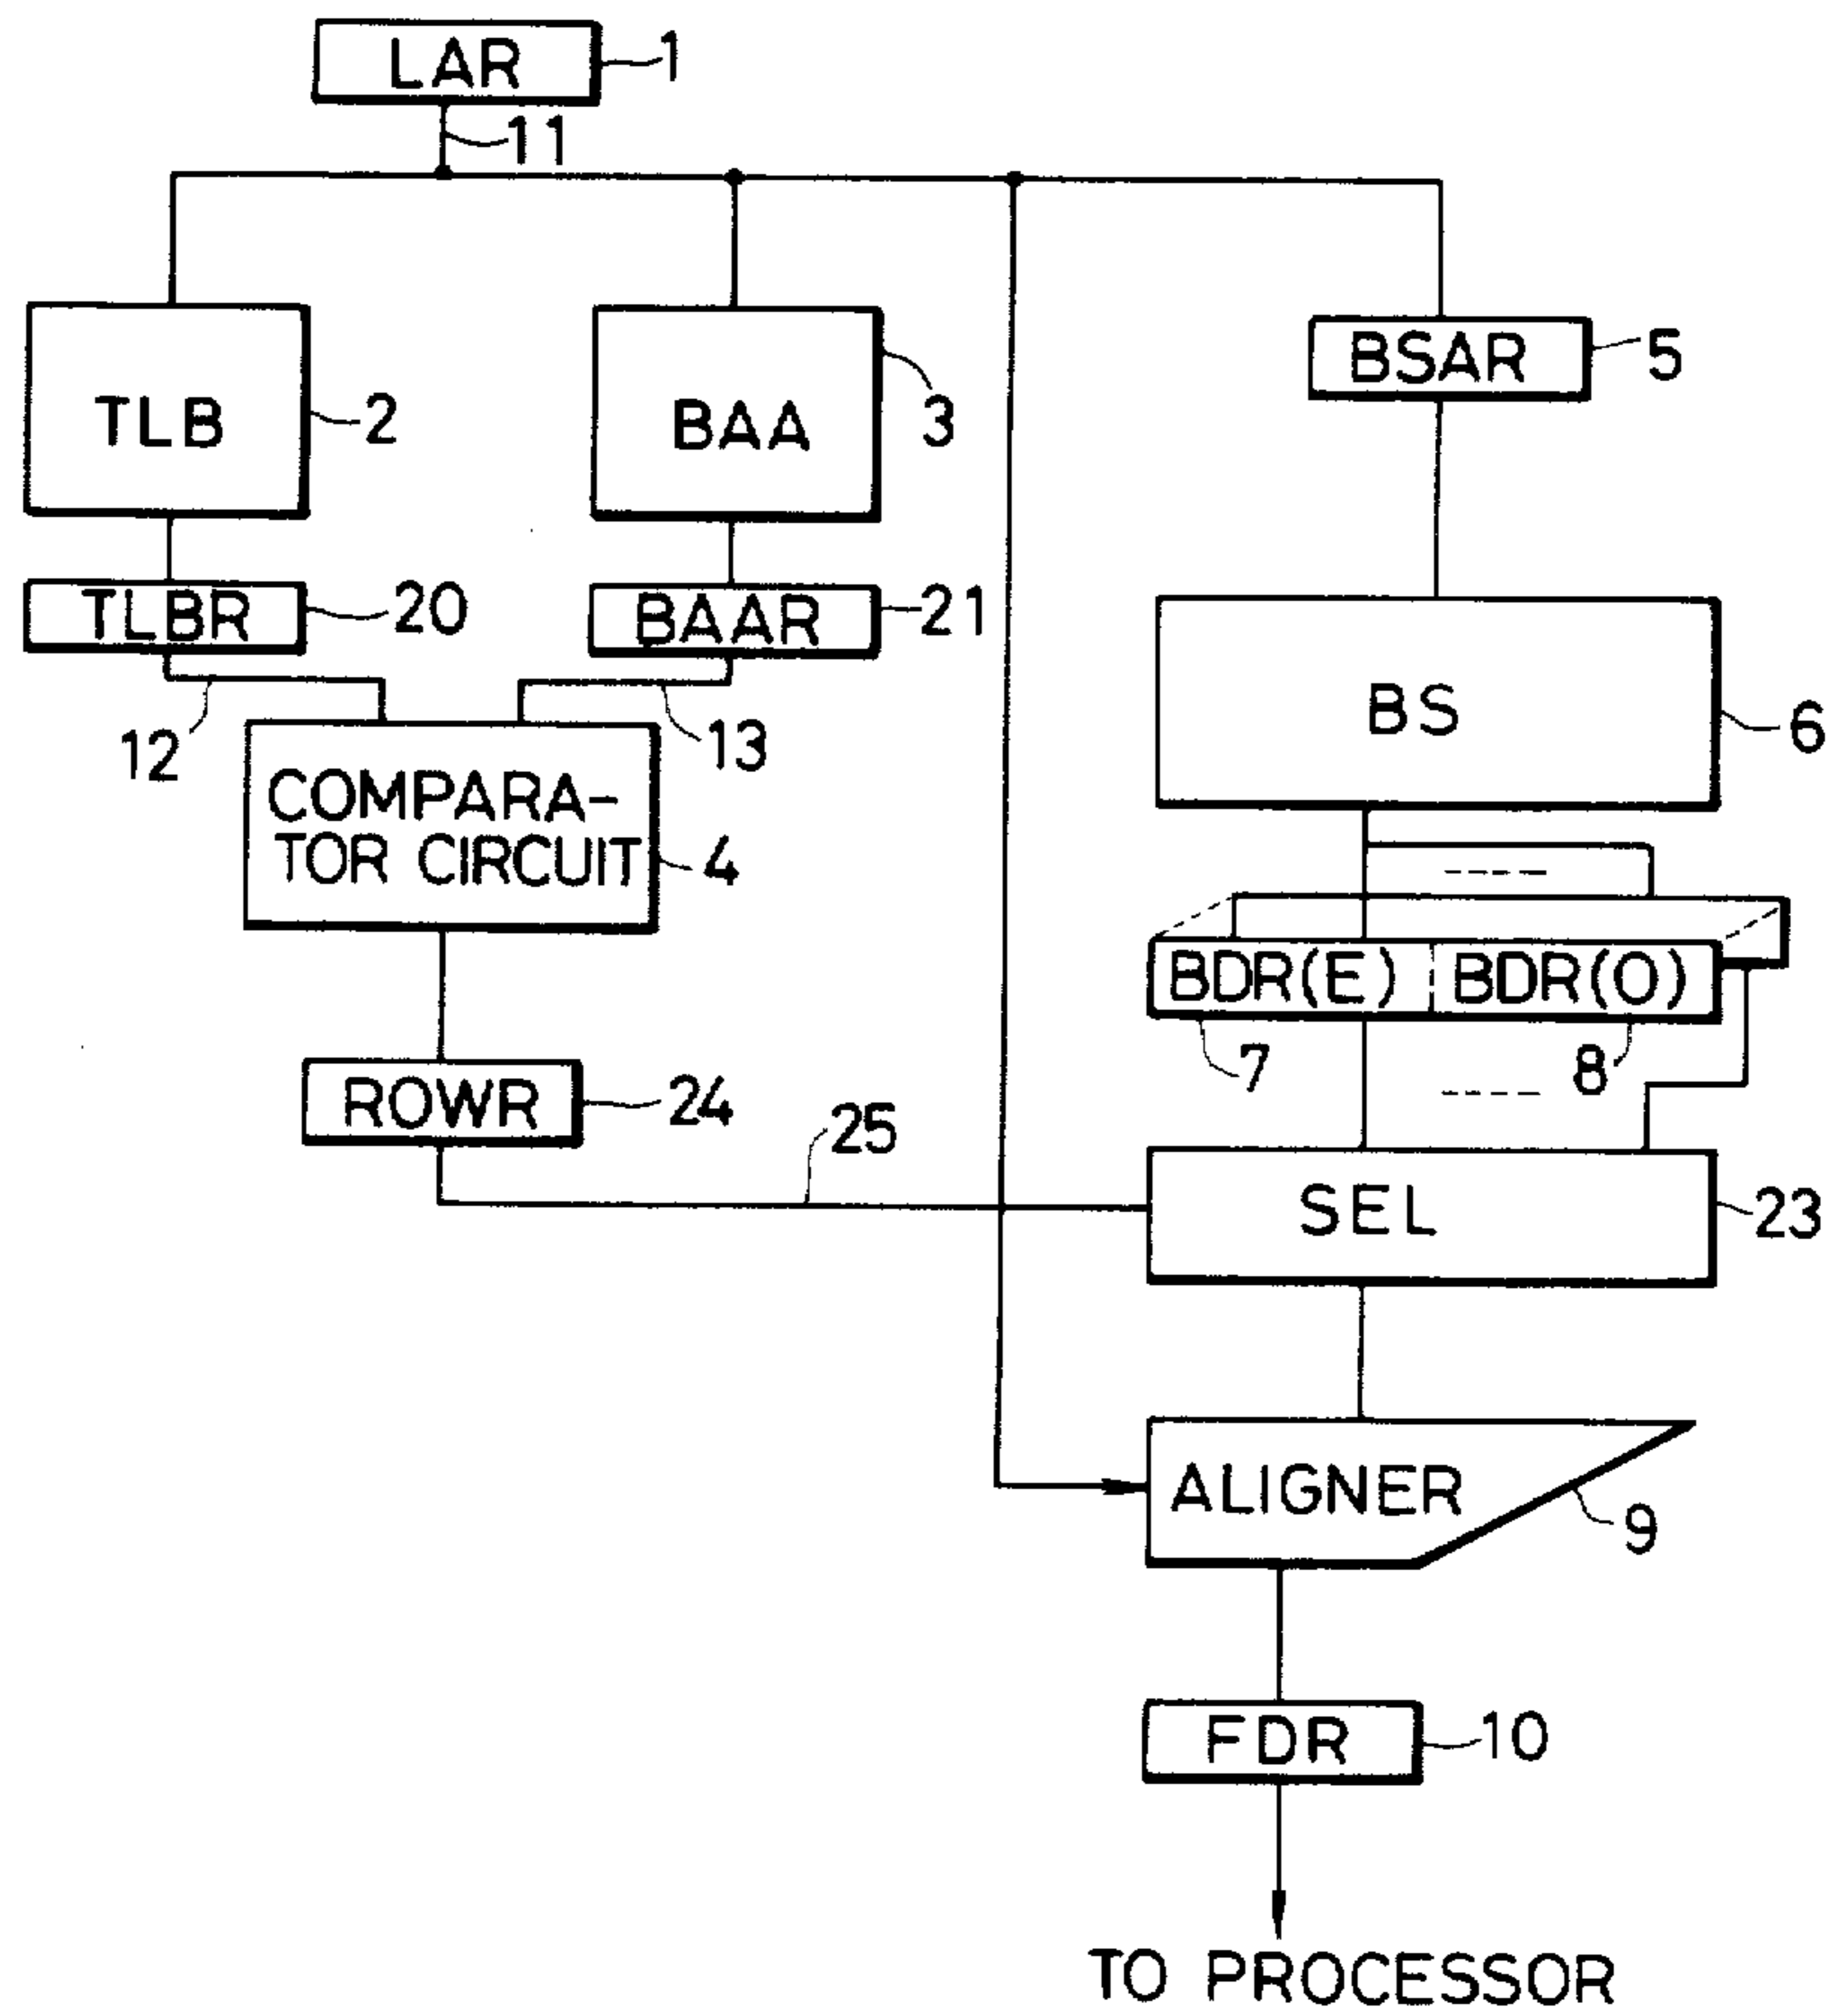 LAR 1
11
TLB 2
BAA 3
BSAR 5
TLBR 20
BAAR 21
BS 6
12
13
COMPARA-
TOR CIRCUIT 4
BDR(E) BDR(O)
7
8
ROWR 24
25
SEL 23
ALIGNER 9
FDR 10
TO PROCESSOR